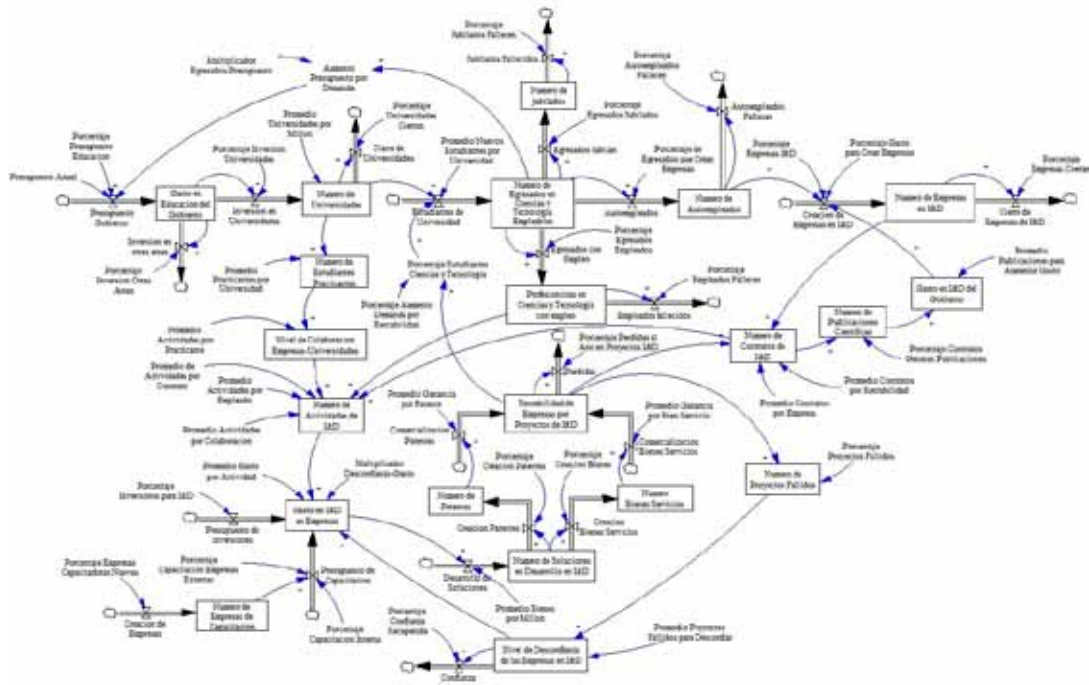 Porcentaje
Jubilados Fallecen
Jubilados Fallecidos
Multiplicador
Egresados Presupuesto
Aumento
Presupuesto por
Demanda
Numero de
jubilados
Porcentaje
Autoempleados
Fallecen
Autoempleados
Fallecen
Porcentaje
Presupuesto
Educacion
Promedio
Universidades por
Million
Porcentaje
Universidades
Cierran
Porcentaje
Egresados Jubilados
Egresados Jubilan
Presupuesto Anual
Porcentaje Inversion
Universidades
Cierre de
Universidades
Promedio Nuevos
Estudiantes por
Universidad
Porcentaje de
Egresados que Crean
Empresas
Porcentaje
Empresas I&D
Porcentaje Gasto
para Crear Empresas
Porcentaje
Empresas Cierran
Presupuesto
Gobierno
Gasto en
Educacion del
Gobierno
Inversion en
Universidades
Numero de
Universidades
Estudiantes de
Universidad
Numero de
Egresados en
Ciencias y
Tecnologia
Autoempleados
Numero de
Autoempleados
Creacion de
Empresas en I&D
Numero de Empresas
en I&D
Cierre de
Empresas de I&D
Inversion en
otras areas
Porcentaje
Inversion Otras
Areas
Promedio
Practicantes por
Universidad
Numero de
Estudiantes
Practicantes
Porcentaje Estudiantes
Ciencias y Tecnologia
Egresados con
Empleo
Porcentaje
Egresados
Empleados
Promedio
Publicaciones para
Aumentar Gasto
Gasto en I&D del
Gobierno
Porcentaje Aumento
Demanda por
Rentabilidad
Profesionistas en
Ciencias y Tecnologia
con empleo
Porcentaje
Empleados Fallecen
Promedio
Actividades por
Practicante
Nivel de Colaboracion
Empresas-Universidades
Numero de
Contratos de
I&D
Numero de
Publicaciones
Cientificas
Porcentaje Contratos
Generan Publicaciones
Promedio de
Actividades por
Contrato
Promedio
Actividades por
Empleado
Porcentaje Perdidas al
Ano en Proyectos I&D
Perdidas
Promedio Contratos
por Rentabilidad
Promedio Contratos
por Empresa
Numero de
Actividades de
I&D
Promedio Actividades
por Colaboracion
Promedio Ganancia
por Patente
Rentabilidad de
Empresas por
Proyectos de I&D
Promedio Ganancia
por Bien Servicio
Comercializacion
Patentes
Comercializacion
Bienes Servicios
Promedio Gasto
por Actividad
Multiplicador
Desconfianza-Gasto
Porcentaje
Creacion Patentes
Porcentaje
Creacion Bienes
Numero de
Proyectos Fallidos
Porcentaje
Proyectos Fallidos
Porcentaje
Inversiones para I&D
Presupuesto de
inversiones
Gasto en I&D
en Empresas
Numero de
Patentes
Numero
Bienes Servicios
Creacion Patentes
Creacion
Bienes Servicios
Porcentaje Empresas
Capacitadoras Nuevas
Porcentaje
Capacitacion Empresas
Externas
Presupuesto de
Capacitacion
Desarrollo de
Soluciones
Numero de Soluciones
en Desarrollo en I&D
Creacion de
Empresas
Numero de
Empresas de
Capacitacion
Porcentaje
Capacitacion Interna
Porcentaje
Confianza
Recuperada
Promedio Bienes
por Million
Promedio Proyectos
Fallidos para Desconfiar
Confianza
Nivel de Desconfianza
de las Empresas en I&D